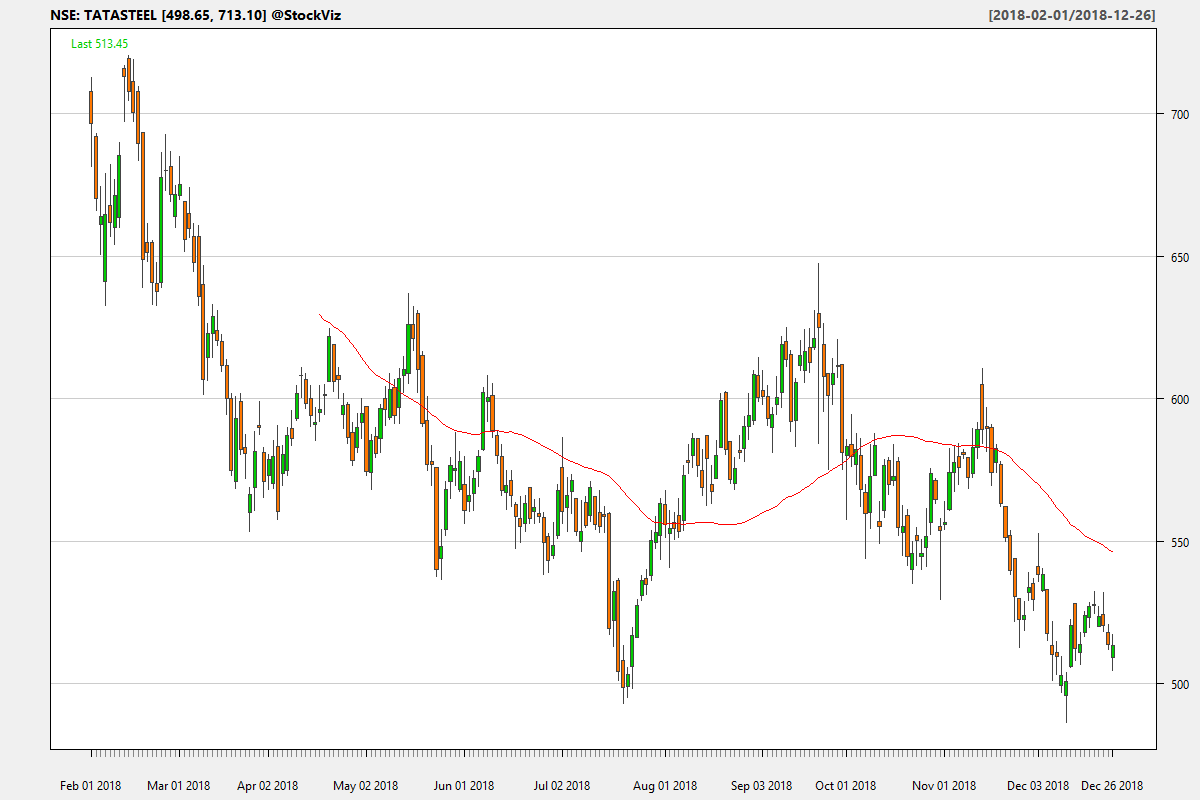 NSE: TATASTEEL [498.65, 713.10] @StockViz
[2018-02-01/2018-12-26]
Last 513.45
700
650
600
550
500
Feb 01 2018
Mar 01 2018
Apr 02 2018
May 02 2018
Jun 01 2018
Jul 02 2018
Aug 01 2018
Sep 03 2018
Oct 01 2018
Nov 01 2018
Dec 03 2018
Dec 26 2018